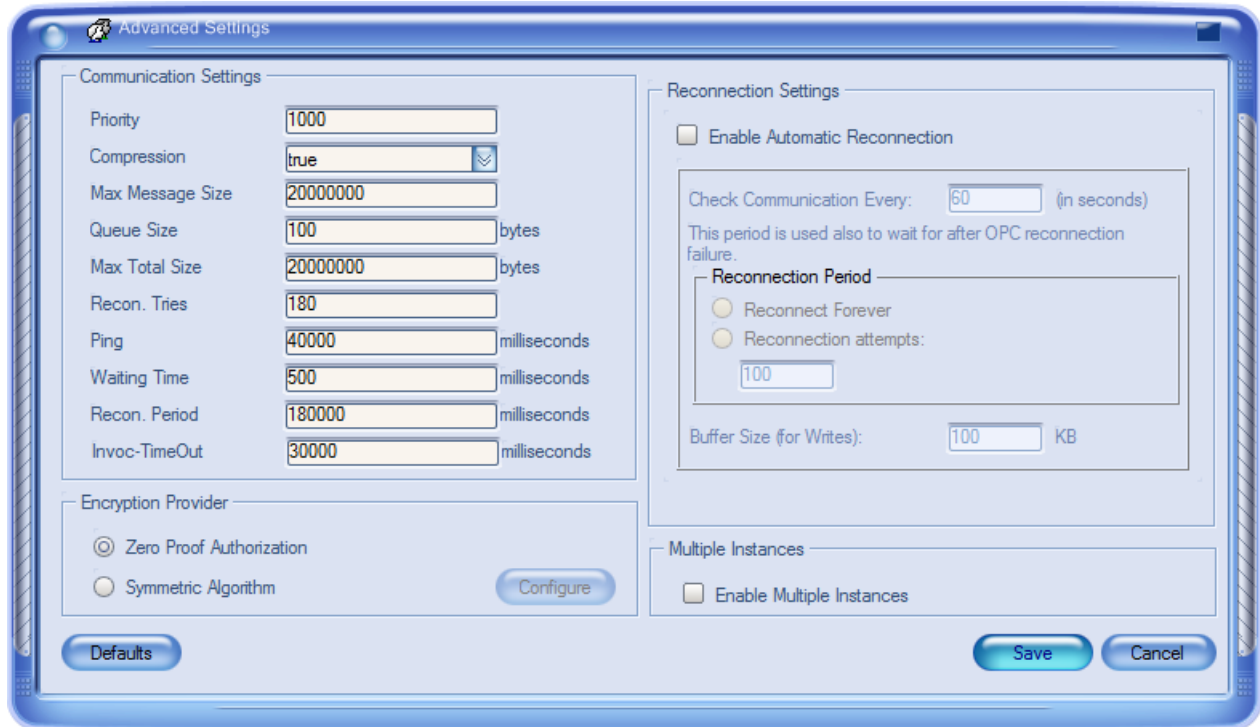 Advanced Settings
Communication Settings
Priority 1000
Compression true
Max Message Size 20000000
Queue Size 100 bytes
Max Total Size 20000000 bytes
Recon. Tries 180
Ping 40000 milliseconds
Waiting Time 500 milliseconds
Recon. Period 180000 milliseconds
Invoc-TimeOut 30000 milliseconds
Encryption Provider
Zero Proof Authorization
Symmetric Algorithm Configure
Reconnection Settings
Enable Automatic Reconnection
Check Communication Every: 60 (in seconds)
This period is used also to wait for after OPC reconnection
failure.
Reconnection Period
Reconnect Forever
Reconnection attempts:
100
Buffer Size (for Writes): 100 KB
Multiple Instances
Enable Multiple Instances
Defaults Save Cancel